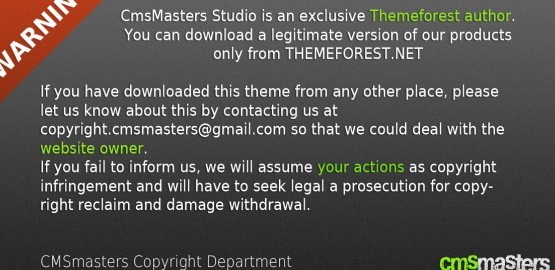 WARNIN
CmsMasters Studio is an exclusive Themeforest author.
You can download a legitimate version of our products
only from THEMEFOREST.NET
If you have downloaded this theme from any other place, please
let us know about this by contacting us at
copyright.cmsmasters@gmail.com so that we could deal with the
website owner.
If you fail to inform us, we will assume your actions as copyright
infringement and will have to seek legal a prosecution for copy-
right reclaim and damage withdrawal.
CMSmasters Copyright Department
cmsmasters